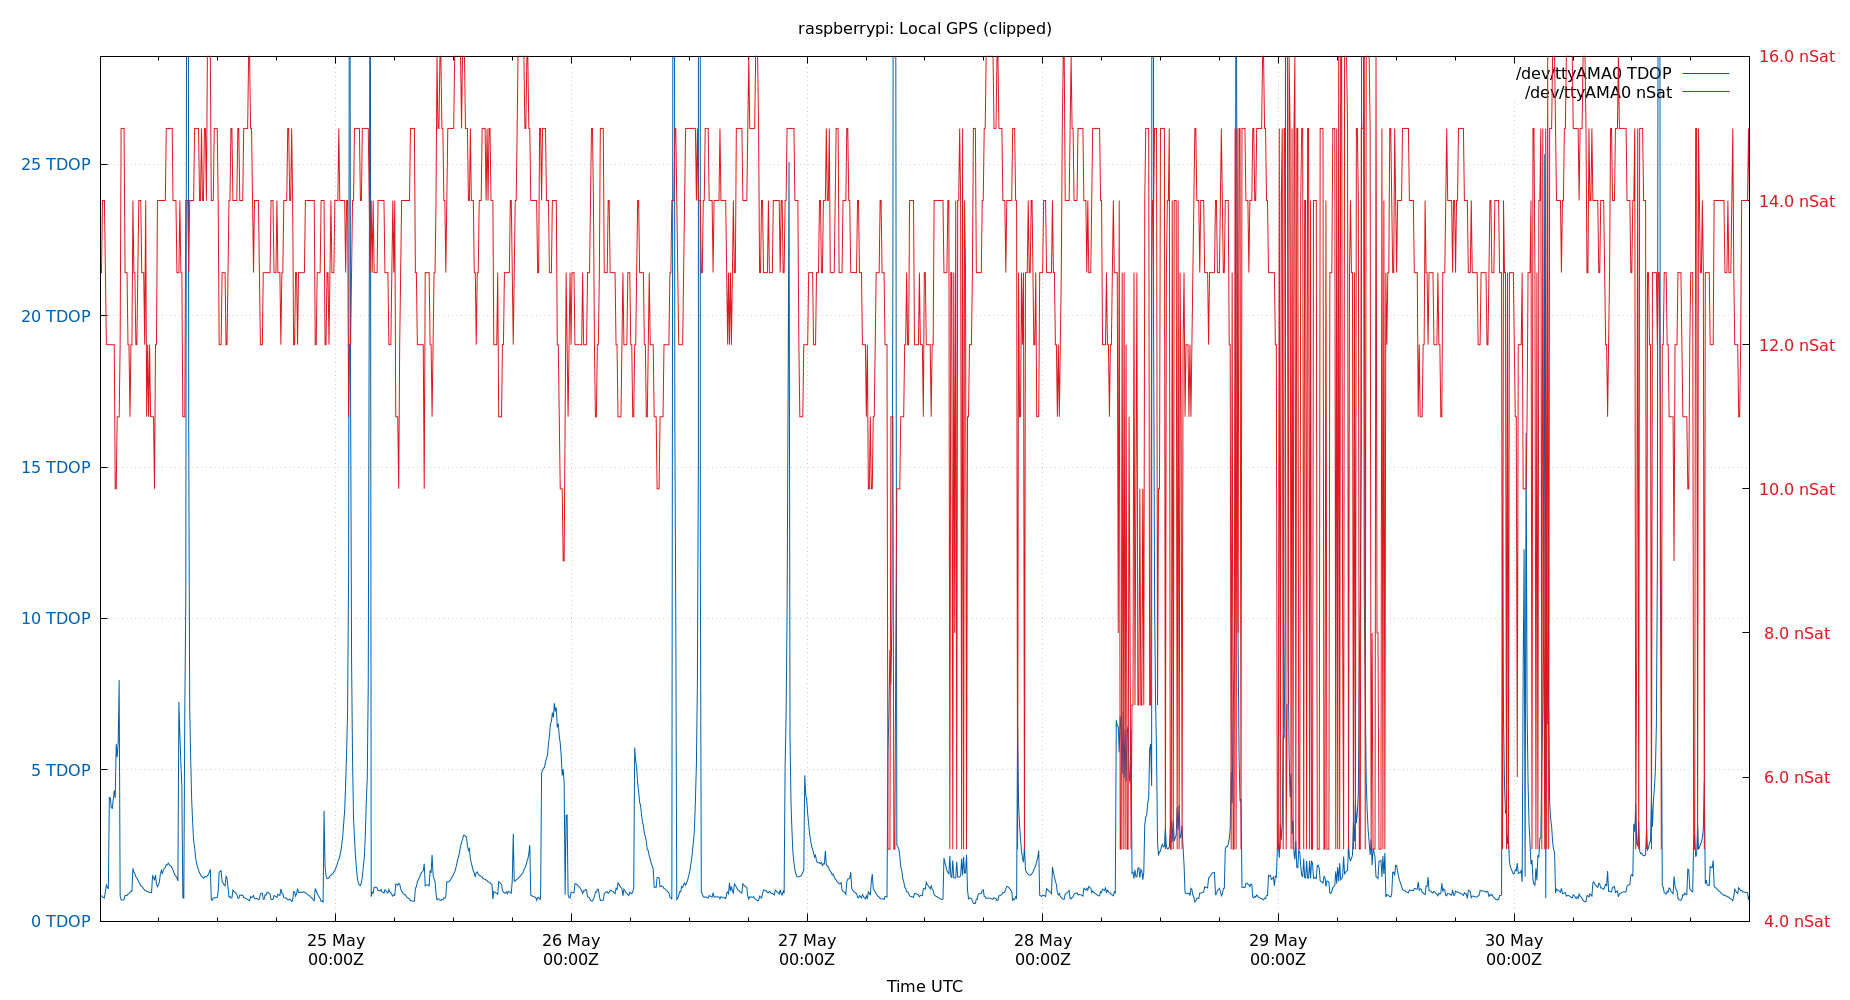 raspberrypi: Local GPS (clipped)
16.0 nSat
/dev/ttyAMA0 TDOP
/dev/ttyAMA0 nSat
25 TDOP
14.0 nSat
20 TDOP
12.0 nSat
15 TDOP
10.0 nSat
10 TDOP
8.0 nSat
5 TDOP
6.0 nSat
0 TDOP
4.0 nSat
25 May
00:00Z
26 May
00:00Z
27 May
00:00Z
28 May
00:00Z
29 May
00:00Z
30 May
00:00Z
Time UTC